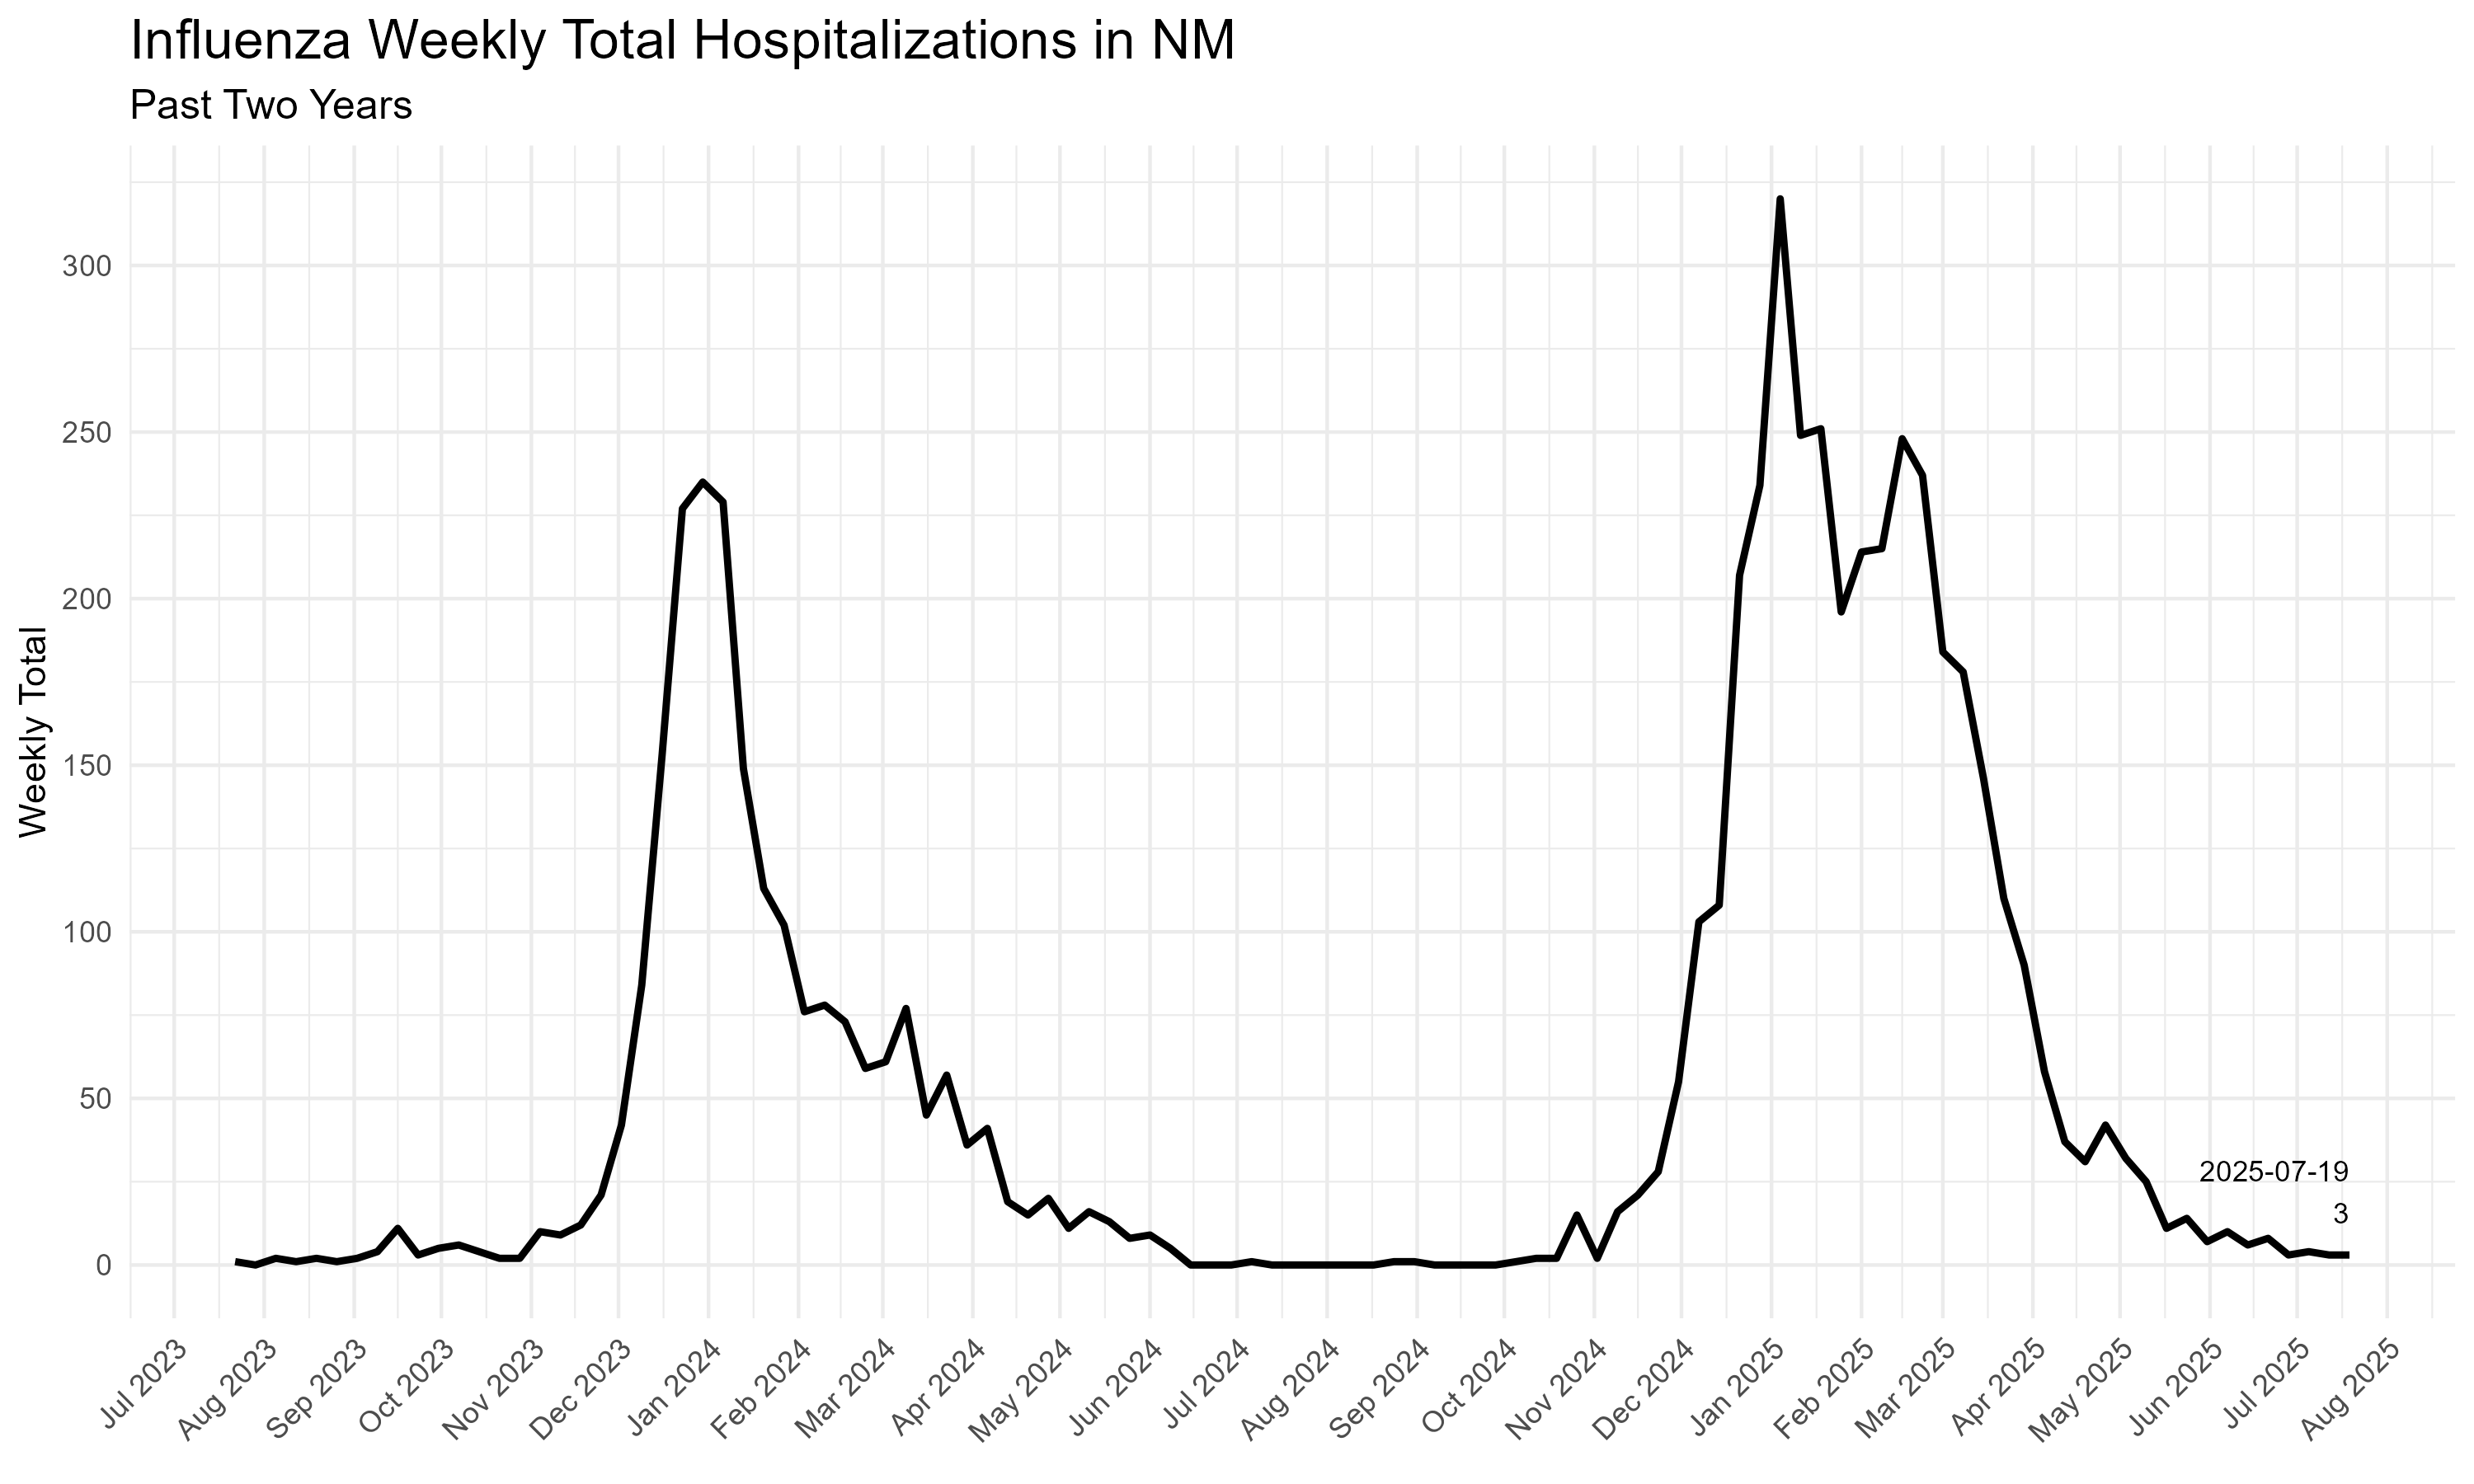 Influenza Weekly Total Hospitalizations in NM
Past Two Years
Weekly Total
300
250
200
150
100
50
0
2025-07-19
3
Jul 2023
Aug 2023
Sep 2023
Oct 2023
Nov 2023
Dec 2023
Jan 2024
Feb 2024
Mar 2024
Apr 2024
May 2024
Jun 2024
Jul 2024
Aug 2024
Sep 2024
Oct 2024
Nov 2024
Dec 2024
Jan 2025
Feb 2025
Mar 2025
Apr 2025
May 2025
Jun 2025
Jul 2025
Aug 2025